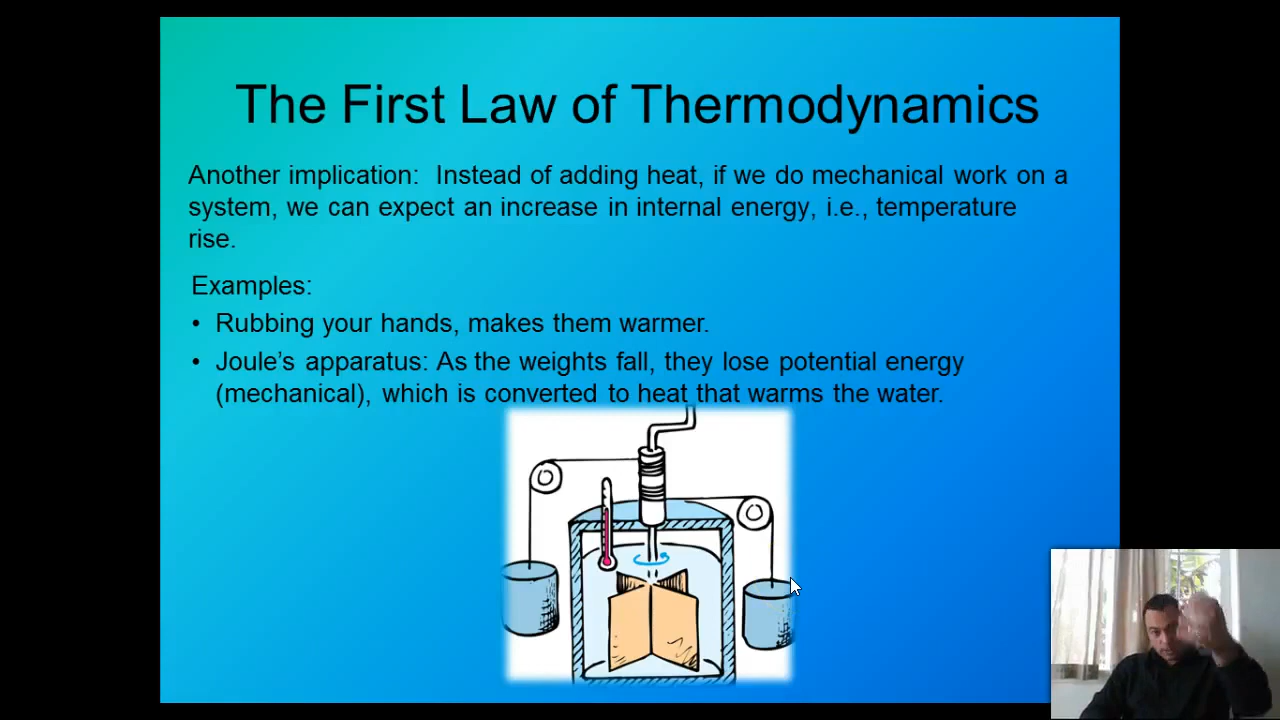 The First Law of Thermodynamics
Another implication: Instead of adding heat, if we do mechanical work on a
system, we can expect an increase in internal energy, i.e., temperature
rise.
Examples:
• Rubbing your hands, makes them warmer.
• Joule’s apparatus: As the weights fall, they lose potential energy
(mechanical), which is converted to heat that warms the water.